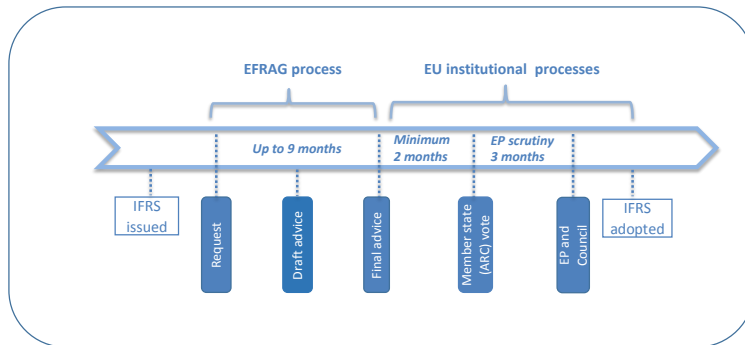 EFRAG process
EU institutional processes
Up to 9 months
Minimum
2 months
EP scrutiny
3 months
IFRS
issued
Request
Draft advice
Final advice
Member state
(ARC) vote
EP and
Council
IFRS
adopted